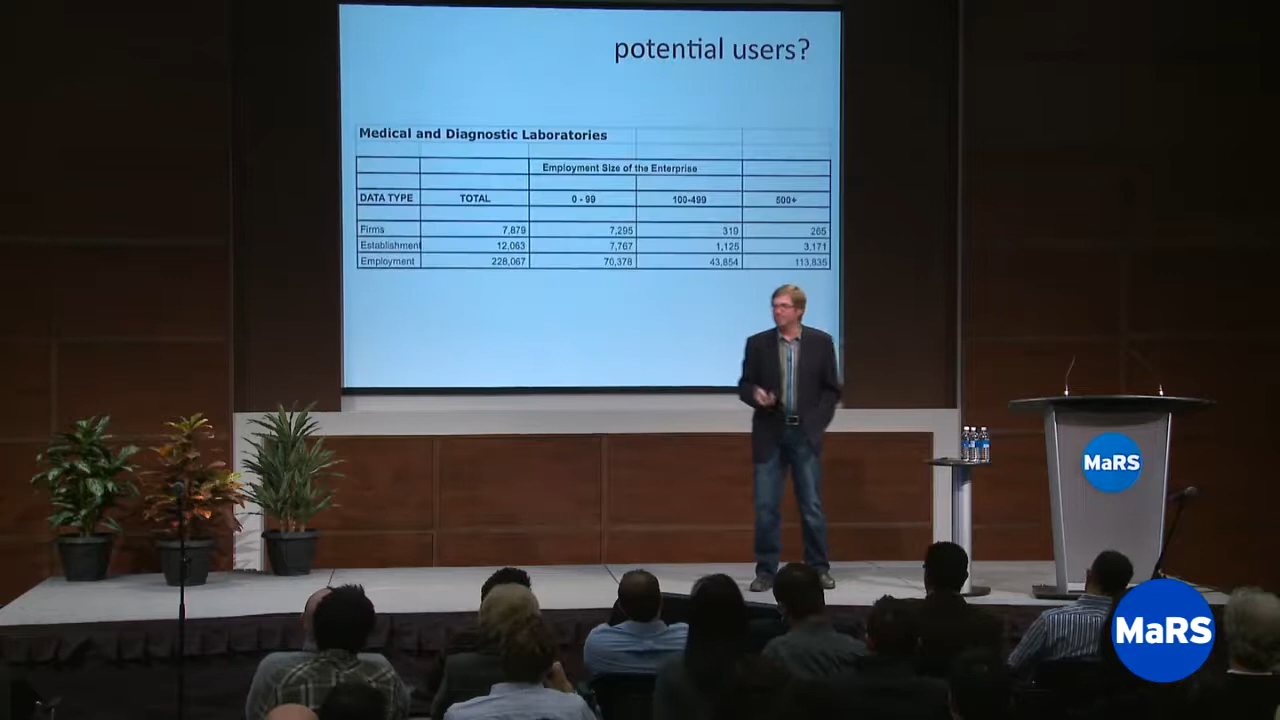 potential users?
Medical and Diagnostic Laboratories
Employment Size of the Enterprise
DATA TYPE TOTAL 0 - 99 100-499 500+
Firms 7,879 7,295 319 265
Establishment 12,063 7,767 1,125 3,171
Employment 228,067 70,378 43,854 113,835
MaRS
MaRS